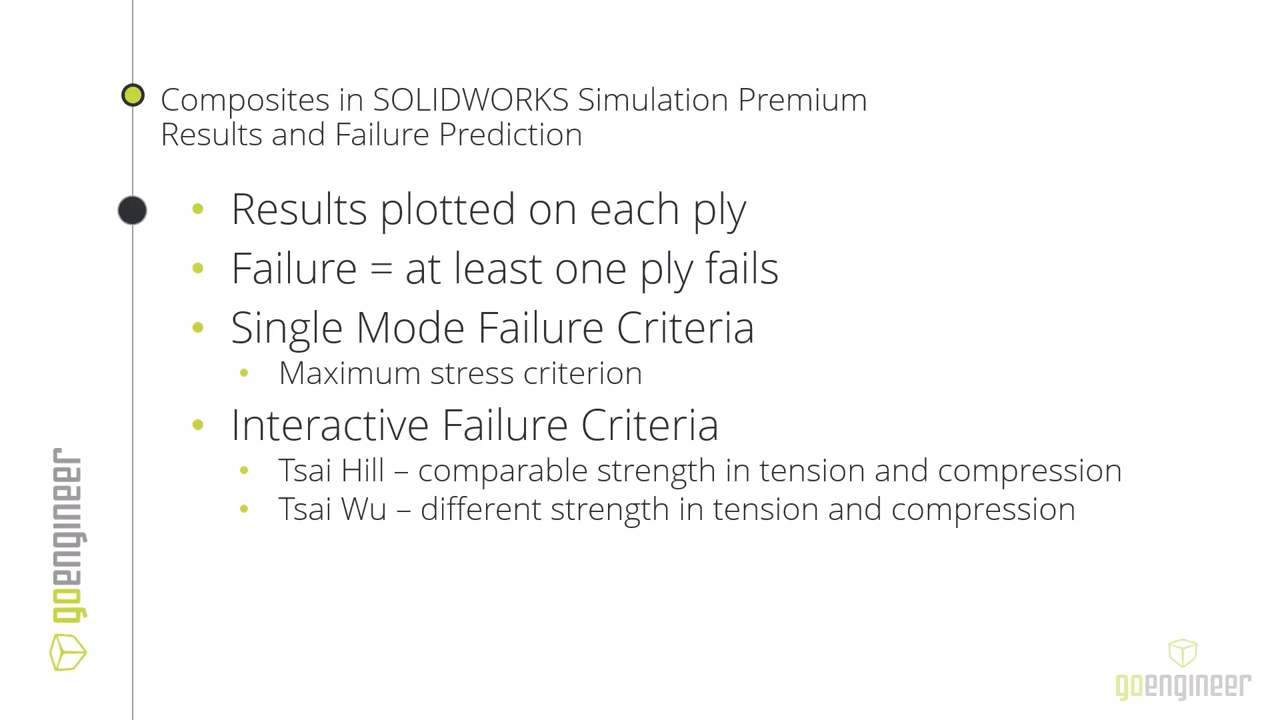 Composites in SOLIDWORKS Simulation Premium
Results and Failure Prediction
• Results plotted on each ply
• Failure = at least one ply fails
• Single Mode Failure Criteria
• Maximum stress criterion
• Interactive Failure Criteria
• Tsai Hill – comparable strength in tension and compression
• Tsai Wu – different strength in tension and compression
goengineer
goengineer